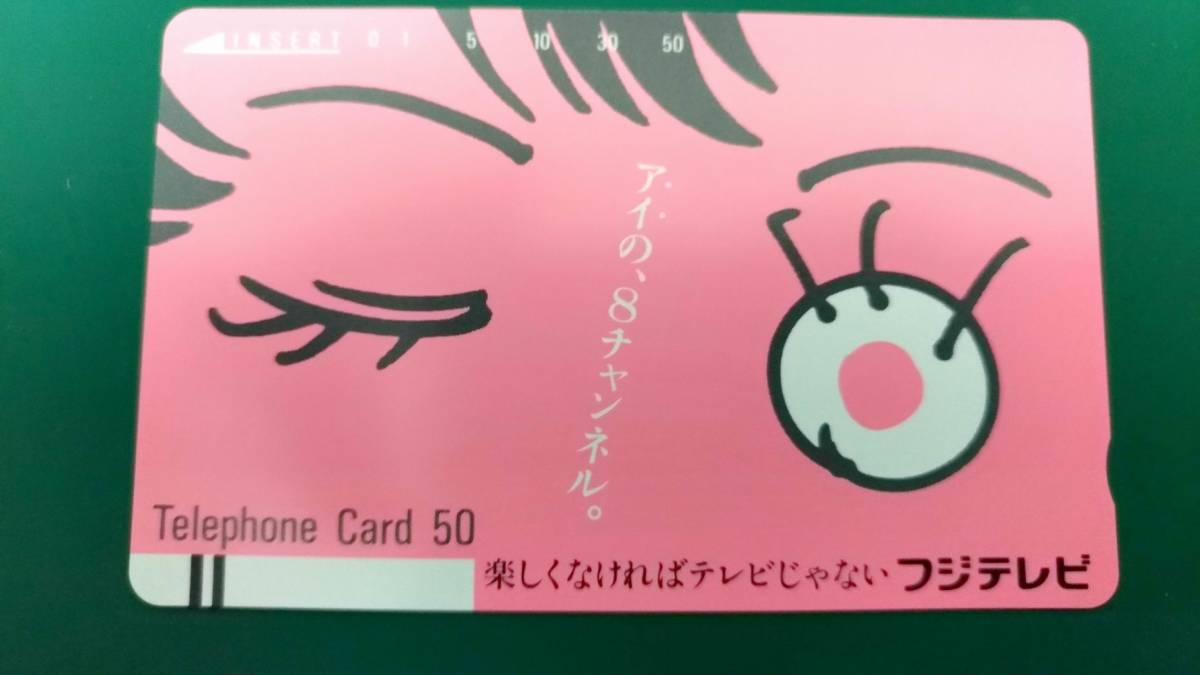 INSERT 0 1 5 10 30 50
アイの、8チャンネル。
Telephone Card 50
楽しくなければテレビじゃない フジテレビ